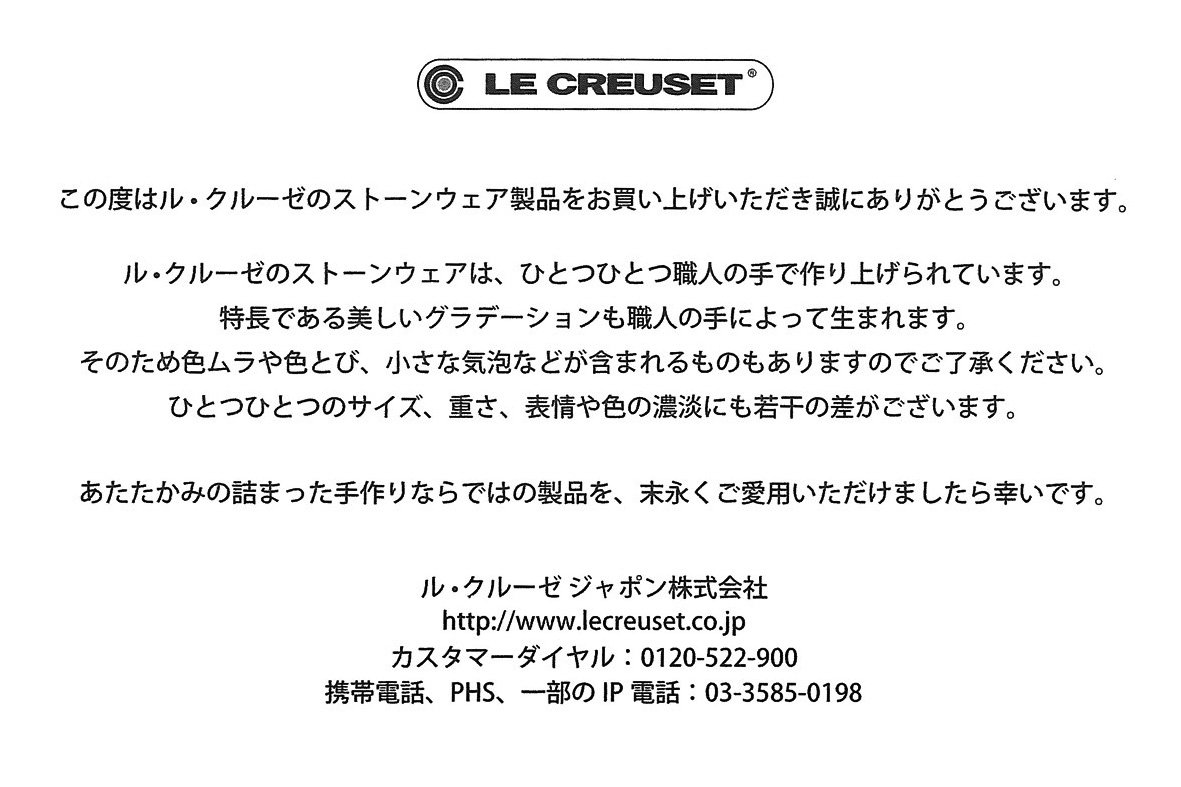 LE CREUSET®
この度はル・クルーゼのストーンウェア製品をお買い上げいただき誠にありがとうございます。
ル・クルーゼのストーンウェアは、ひとつひとつ職人の手で作り上げられています。
特長である美しいグラデーションも職人の手によって生まれます。
そのため色ムラや色とび、小さな気泡などが含まれるものもありますのでご了承ください。
ひとつひとつのサイズ、重さ、表情や色の濃淡にも若干の差がございます。
あたたかみの詰まった手作りならではの製品を、末永くご愛用いただけましたら幸いです。
ル・クルーゼ ジャポン株式会社
http://www.lecreuset.co.jp
カスタマーダイヤル：0120-522-900
携帯電話、PHS、一部の IP 電話：03-3585-0198